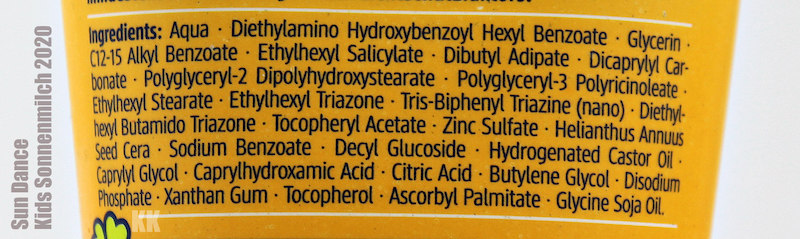 Ingredients: Aqua · Diethylamino Hydroxybenzoyl Hexyl Benzoate · Glycerin ·
C12-15 Alkyl Benzoate · Ethylhexyl Salicylate · Dibutyl Adipate · Dicaprylyl Car-
bonate · Polyglyceryl-2 Dipolyhydroxystearate · Polyglyceryl-3 Polyricinoleate ·
Ethylhexyl Stearate · Ethylhexyl Triazone · Tris-Biphenyl Triazine (nano) · Diethyl-
hexyl Butamido Triazone · Tocopheryl Acetate · Zinc Sulfate · Helianthus Annuus
Seed Cera · Sodium Benzoate · Decyl Glucoside · Hydrogenated Castor Oil ·
Caprylyl Glycol · Caprylhydroxamic Acid · Citric Acid · Butylene Glycol · Disodium
Phosphate · Xanthan Gum · Tocopherol · Ascorbyl Palmitate · Glycine Soja Oil.
Sun Dance
Kids Sonnenmilch 2020
KK